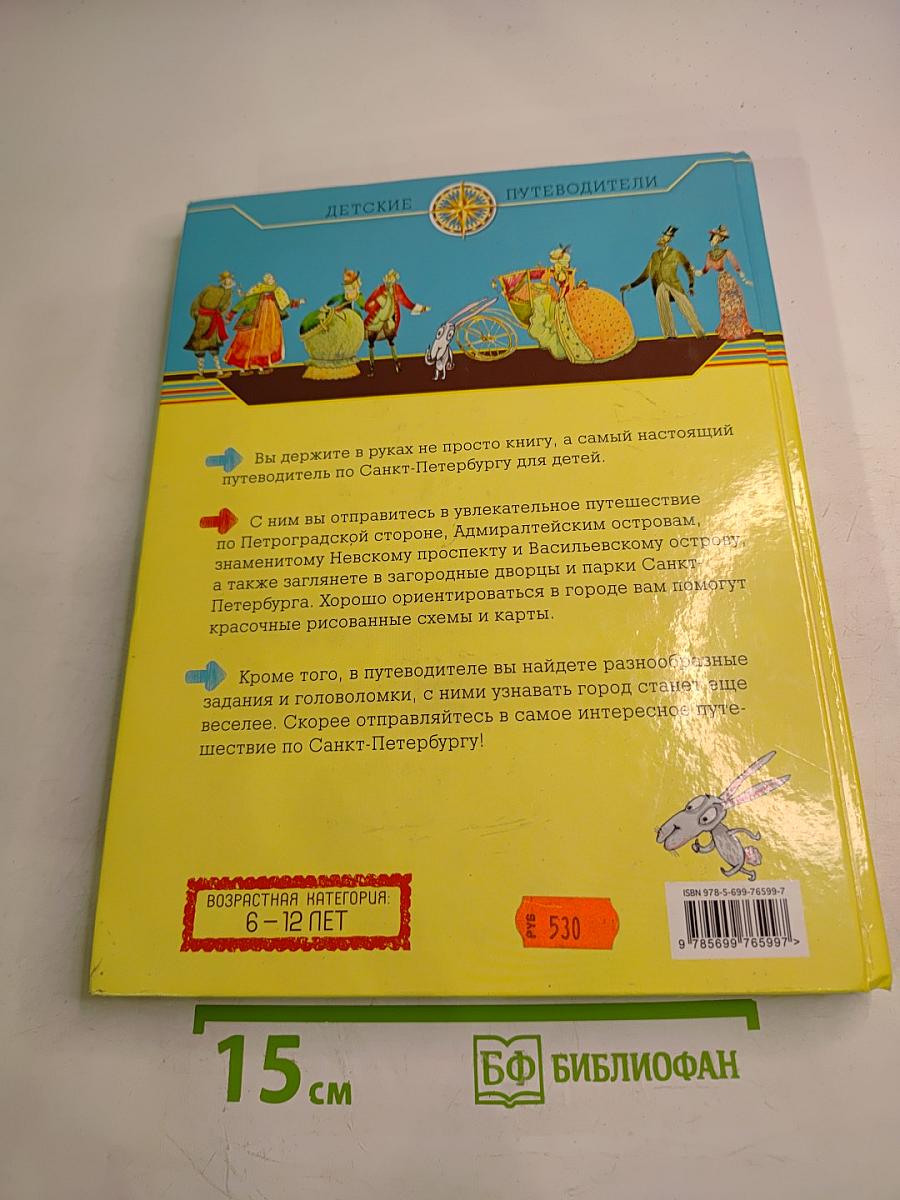 ДЕТСКИЕ ПУТЕВОДИТЕЛИ
Вы держите в руках не просто книгу, а самый настоящий
путеводитель по Санкт-Петербургу для детей.
С ним вы отправитесь в увлекательное путешествие
по Петроградской стороне, Адмиралтейским островам,
знаменитому Невскому проспекту и Васильевскому острову,
а также заглянете в загородные дворцы и парки Санкт-
Петербурга. Хорошо ориентироваться в городе вам помогут
красочные рисованные схемы и карты.
Кроме того, в путеводителе вы найдете разнообразные
задания и головоломки, с ними узнавать город станет еще
веселее. Скорее отправляйтесь в самое интересное путе-
шествие по Санкт-Петербургу!
ВОЗРАСТНАЯ КАТЕГОРИЯ:
6 – 12 ЛЕТ
РУБ 530
ISBN 978-5-699-76599-7
9 785699 765997 >
15 см
БФ БИБЛИОФАН